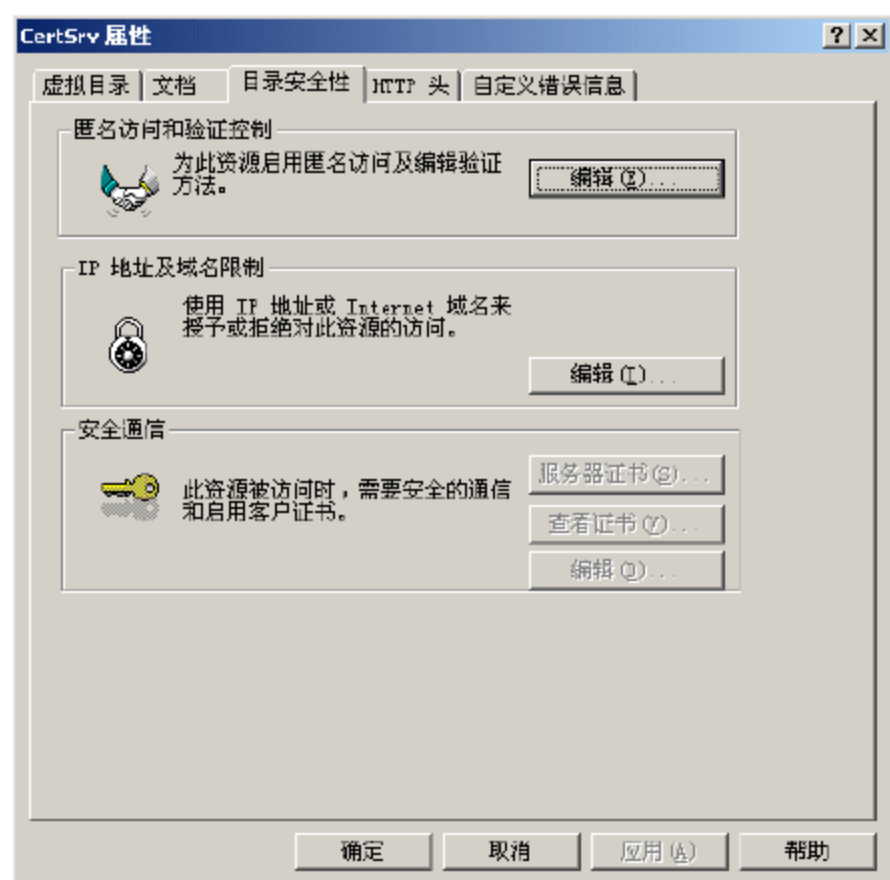 CertSrv 属性
虚拟目录 文档 目录安全性 HTTP 头 自定义错误信息
匿名访问和验证控制
为此资源启用匿名访问及编辑验证
方法。
编辑(E)...
IP 地址及域名限制
使用 IP 地址或 Internet 域名来
授予或拒绝对此资源的访问。
编辑(I)...
安全通信
此资源被访问时，需要安全的通信
和启用客户证书。
服务器证书(S)...
查看证书(V)...
编辑(D)...
确定 取消 应用(A) 帮助